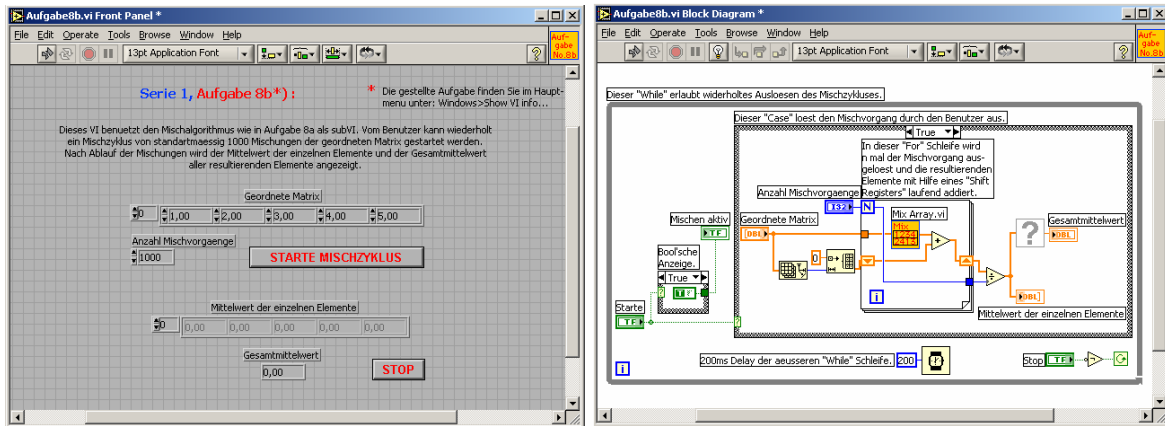 Aufgabe8b.vi Front Panel *
File Edit Operate Tools Browse Window Help
13pt Application Font
Auf-
gabe
No.8b
Serie 1, Aufgabe 8b*) :
* Die gestellte Aufgabe finden Sie im Haupt-
menu unter: Windows>Show VI info...
Dieses VI benuetzt den Mischalgorithmus wie in Aufgabe 8a als subVI. Vom Benutzer kann wiederholt
ein Mischzyklus von standartmaessig 1000 Mischungen der geordneten Matrix gestartet werden.
Nach Ablauf der Mischungen wird der Mittelwert der einzelnen Elemente und der Gesamtmittelwert
aller resultierenden Elemente angezeigt.
Geordnete Matrix
0 1,00 2,00 3,00 4,00 5,00
Anzahl Mischvorgaenge
1000
STARTE MISCHZYKLUS
Mittelwert der einzelnen Elemente
0 0,00 0,00 0,00 0,00 0,00
Gesamtmittelwert
0,00
STOP
Aufgabe8b.vi Block Diagram *
File Edit Operate Tools Browse Window Help
13pt Application Font
Auf-
gabe
No.8b
Dieser "While" erlaubt widerholtes Ausloesen des Mischzykluses.
Dieser "Case" loest den Mischvorgang durch den Benutzer aus.
True
In dieser "For" Schleife wird
n mal der Mischvorgang aus-
geloest und die resultierenden
Elemente mit Hilfe eines "Shift
Registers" laufend addiert.
Anzahl Mischvorgaenge
I32
N
Mischen aktiv
TF
Geordnete Matrix
[DBL]
Mix Array.vi
Mix
1234
2413
Gesamtmittelwert
?
DBL
Bool'sche
Anzeige.
True
T
0
i
Starte
TF
?
[DBL]
Mittelwert der einzelnen Elemente
200ms Delay der aeusseren "While" Schleife.
200
Stop
TF
i